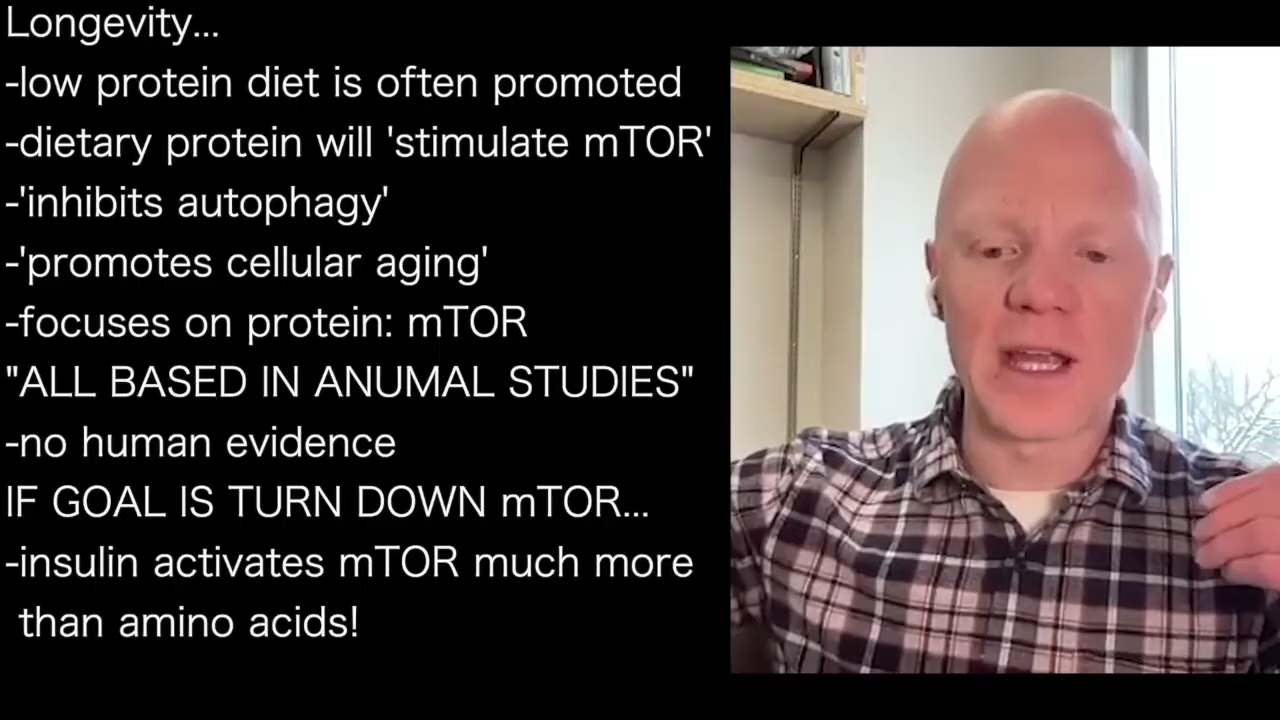 Longevity...
-low protein diet is often promoted
-dietary protein will 'stimulate mTOR'
-'inhibits autophagy'
-'promotes cellular aging'
-focuses on protein: mTOR
"ALL BASED IN ANUMAL STUDIES"
-no human evidence
IF GOAL IS TURN DOWN mTOR...
-insulin activates mTOR much more
than amino acids!